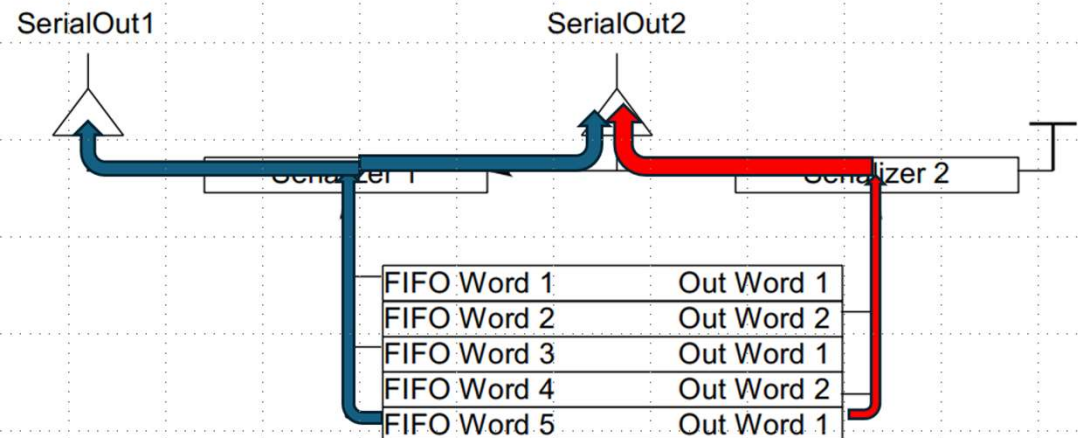 SerialOut1 SerialOut2
Serializer 1 Serializer 2
FIFO Word 1 Out Word 1
FIFO Word 2 Out Word 2
FIFO Word 3 Out Word 1
FIFO Word 4 Out Word 2
FIFO Word 5 Out Word 1